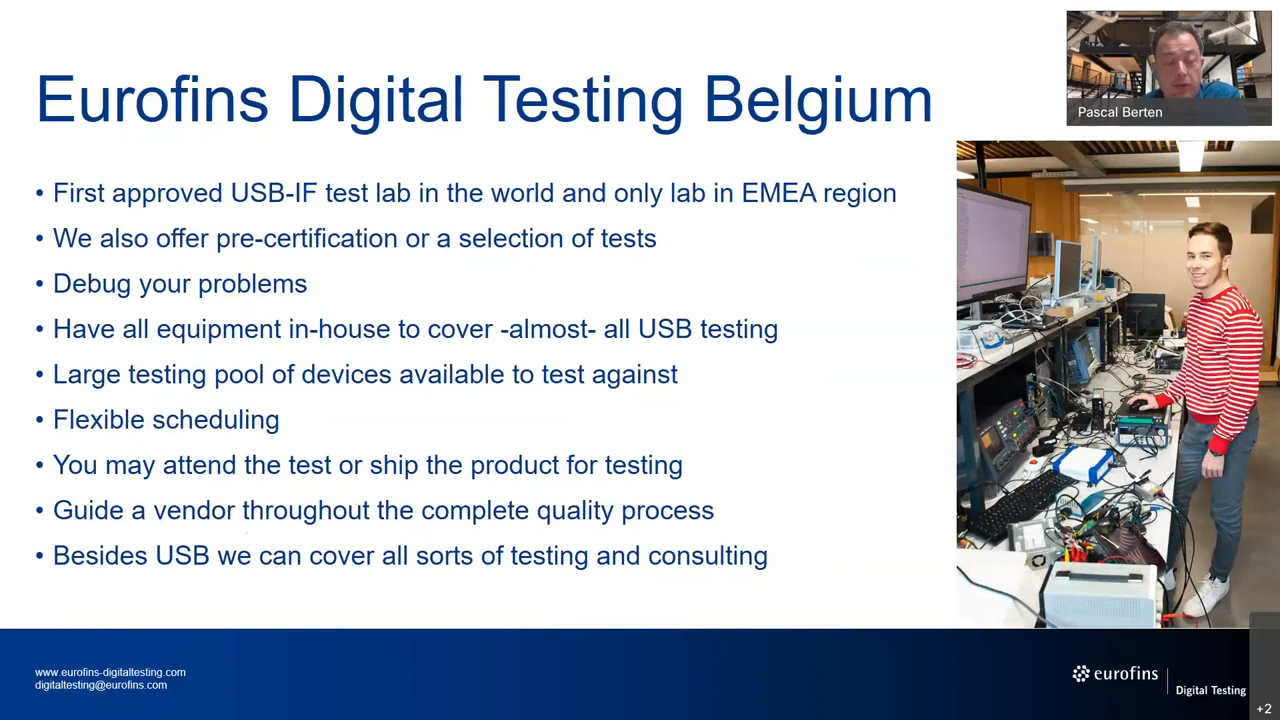 Eurofins Digital Testing Belgium
Pascal Berten
• First approved USB-IF test lab in the world and only lab in EMEA region
• We also offer pre-certification or a selection of tests
• Debug your problems
• Have all equipment in-house to cover -almost- all USB testing
• Large testing pool of devices available to test against
• Flexible scheduling
• You may attend the test or ship the product for testing
• Guide a vendor throughout the complete quality process
• Besides USB we can cover all sorts of testing and consulting
www.eurofins-digitaltesting.com
digitaltesting@eurofins.com
eurofins
Digital Testing
+2